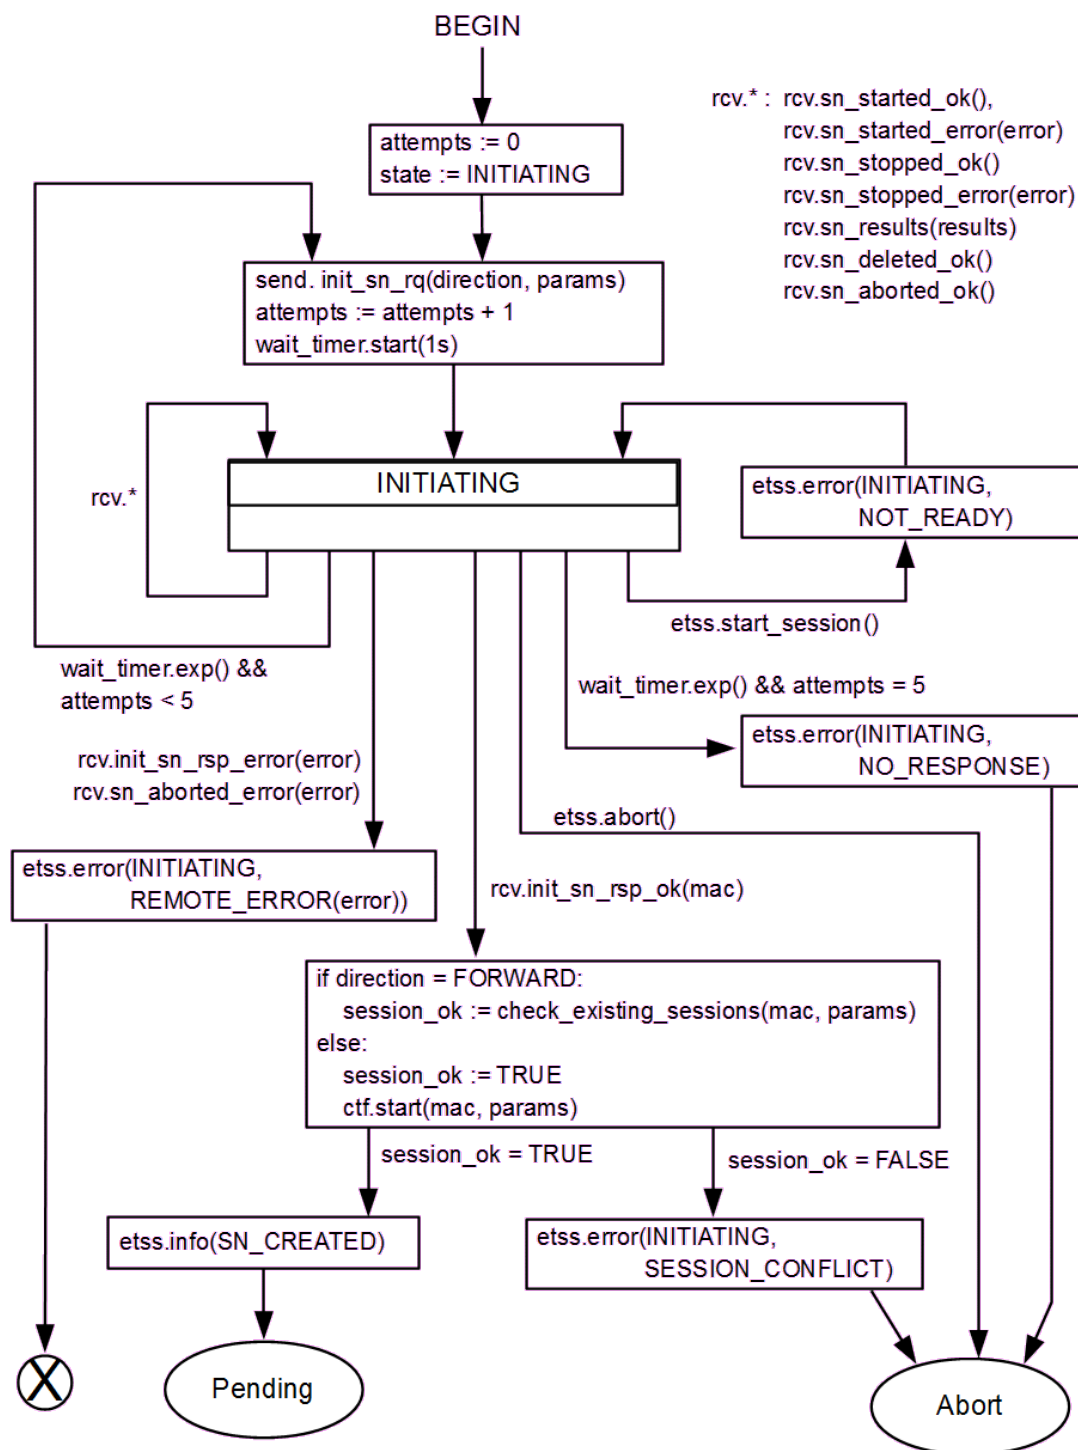 BEGIN
rcv.* : rcv.sn_started_ok(),
rcv.sn_started_error(error)
rcv.sn_stopped_ok()
rcv.sn_stopped_error(error)
rcv.sn_results(results)
rcv.sn_deleted_ok()
rcv.sn_aborted_ok()
attempts := 0
state := INITIATING
send. init_sn_rq(direction, params)
attempts := attempts + 1
wait_timer.start(1s)
rcv.*
INITIATING
etss.error(INITIATING,
NOT_READY)
etss.start_session()
wait_timer.exp() &&
attempts < 5
wait_timer.exp() && attempts = 5
etss.error(INITIATING,
NO_RESPONSE)
rcv.init_sn_rsp_error(error)
rcv.sn_aborted_error(error)
etss.abort()
etss.error(INITIATING,
REMOTE_ERROR(error))
rcv.init_sn_rsp_ok(mac)
if direction = FORWARD:
session_ok := check_existing_sessions(mac, params)
else:
session_ok := TRUE
ctf.start(mac, params)
session_ok = TRUE
session_ok = FALSE
etss.info(SN_CREATED)
etss.error(INITIATING,
SESSION_CONFLICT)
X
Pending
Abort